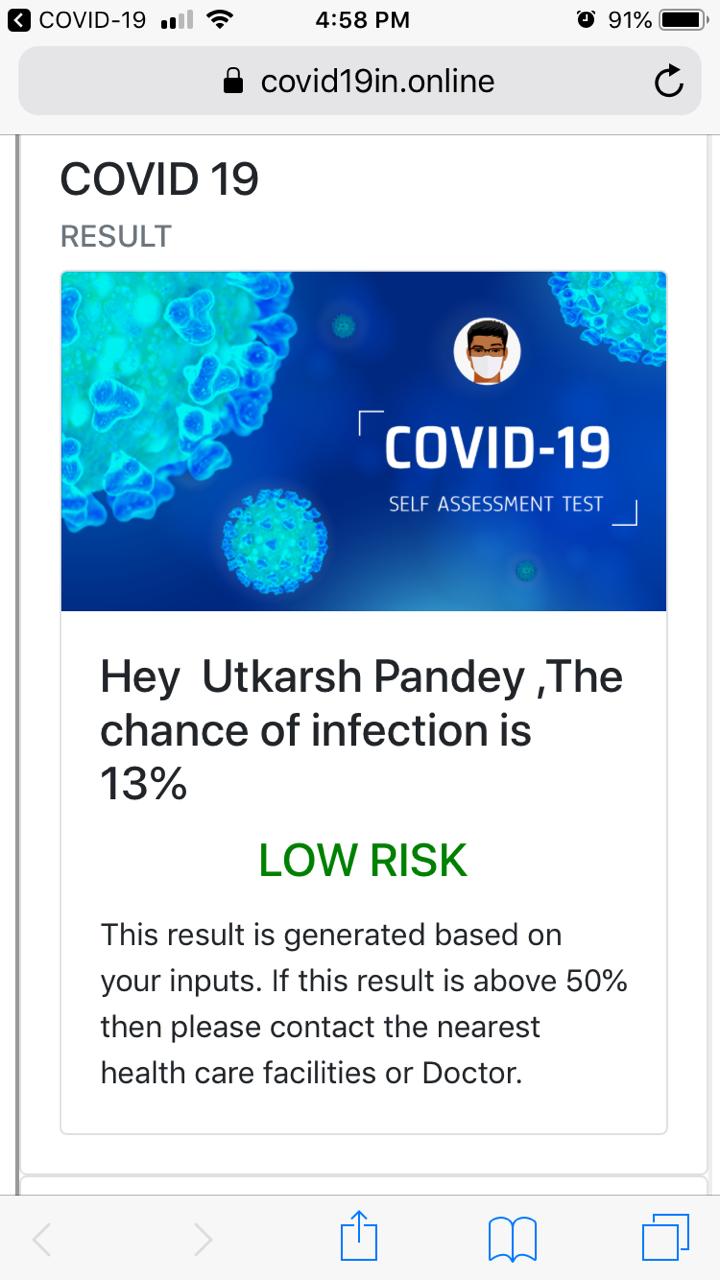 COVID-19 4:58 PM 91%
covid19in.online
COVID 19
RESULT
COVID-19
SELF ASSESSMENT TEST
Hey  Utkarsh Pandey ,The
chance of infection is
13%
LOW RISK
This result is generated based on
your inputs. If this result is above 50%
then please contact the nearest
health care facilities or Doctor.